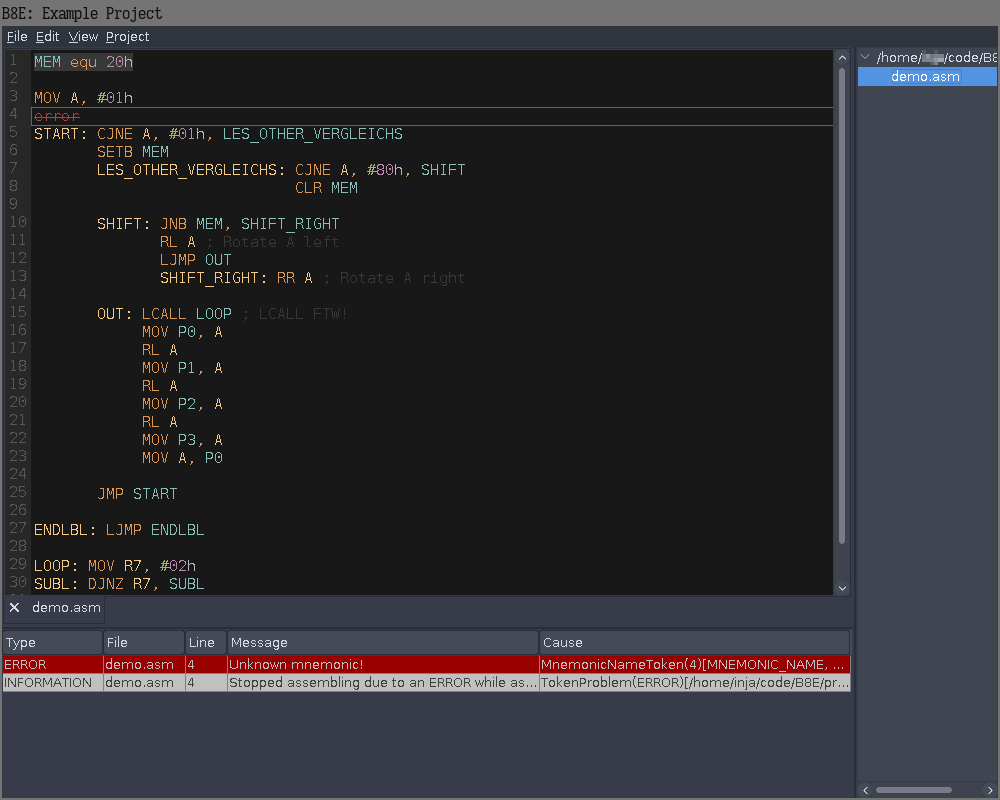 B8E: Example Project
File Edit View Project
1 MEM equ 20h
2
3 MOV A, #01h
4 error
5 START: CJNE A, #01h, LES_OTHER_VERGLEICHS
6 SETB MEM
7 LES_OTHER_VERGLEICHS: CJNE A, #80h, SHIFT
8 CLR MEM
9
10 SHIFT: JNB MEM, SHIFT_RIGHT
11 RL A ; Rotate A left
12 LJMP OUT
13 SHIFT_RIGHT: RR A ; Rotate A right
14
15 OUT: LCALL LOOP ; LCALL FTW!
16 MOV P0, A
17 RL A
18 MOV P1, A
19 RL A
20 MOV P2, A
21 RL A
22 MOV P3, A
23 MOV A, P0
24
25 JMP START
26
27 ENDLBL: LJMP ENDLBL
28
29 LOOP: MOV R7, #02h
30 SUBL: DJNZ R7, SUBL
demo.asm
Type File Line Message Cause
ERROR demo.asm 4 Unknown mnemonic! MnemonicNameToken(4)[MNEMONIC_NAME, ...
INFORMATION demo.asm 4 Stopped assembling due to an ERROR while as... TokenProblem(ERROR)[/home/inja/code/B8E/pr...
/home/ /code/B8
demo.asm